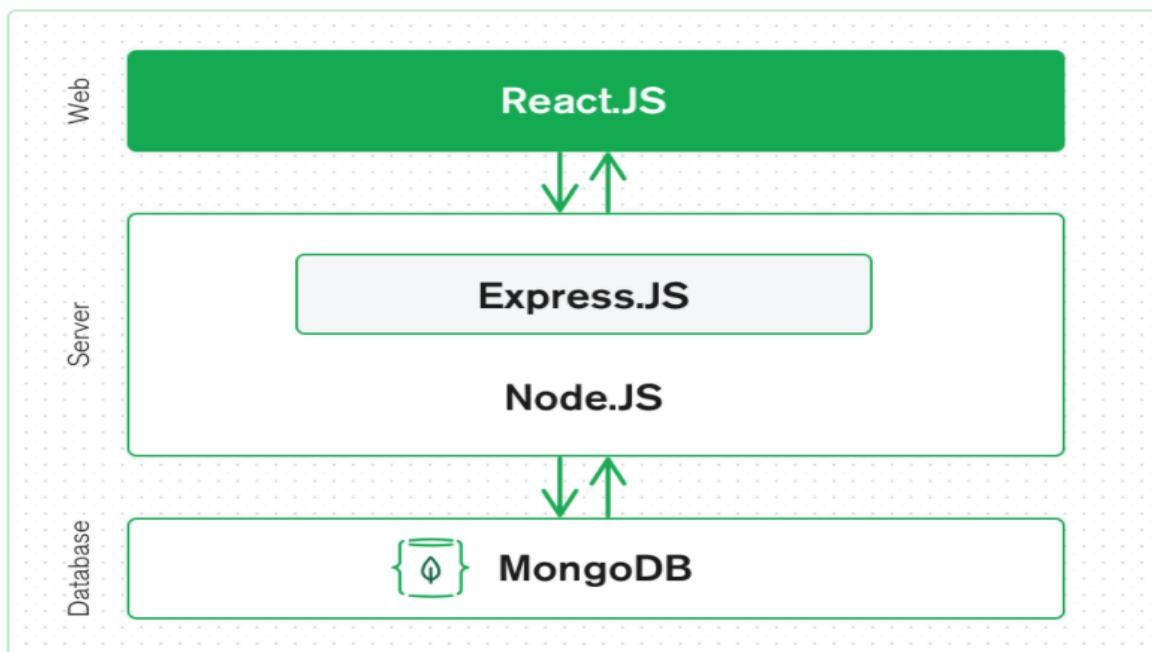 Web
React.JS
Server
Express.JS
Node.JS
Database
MongoDB